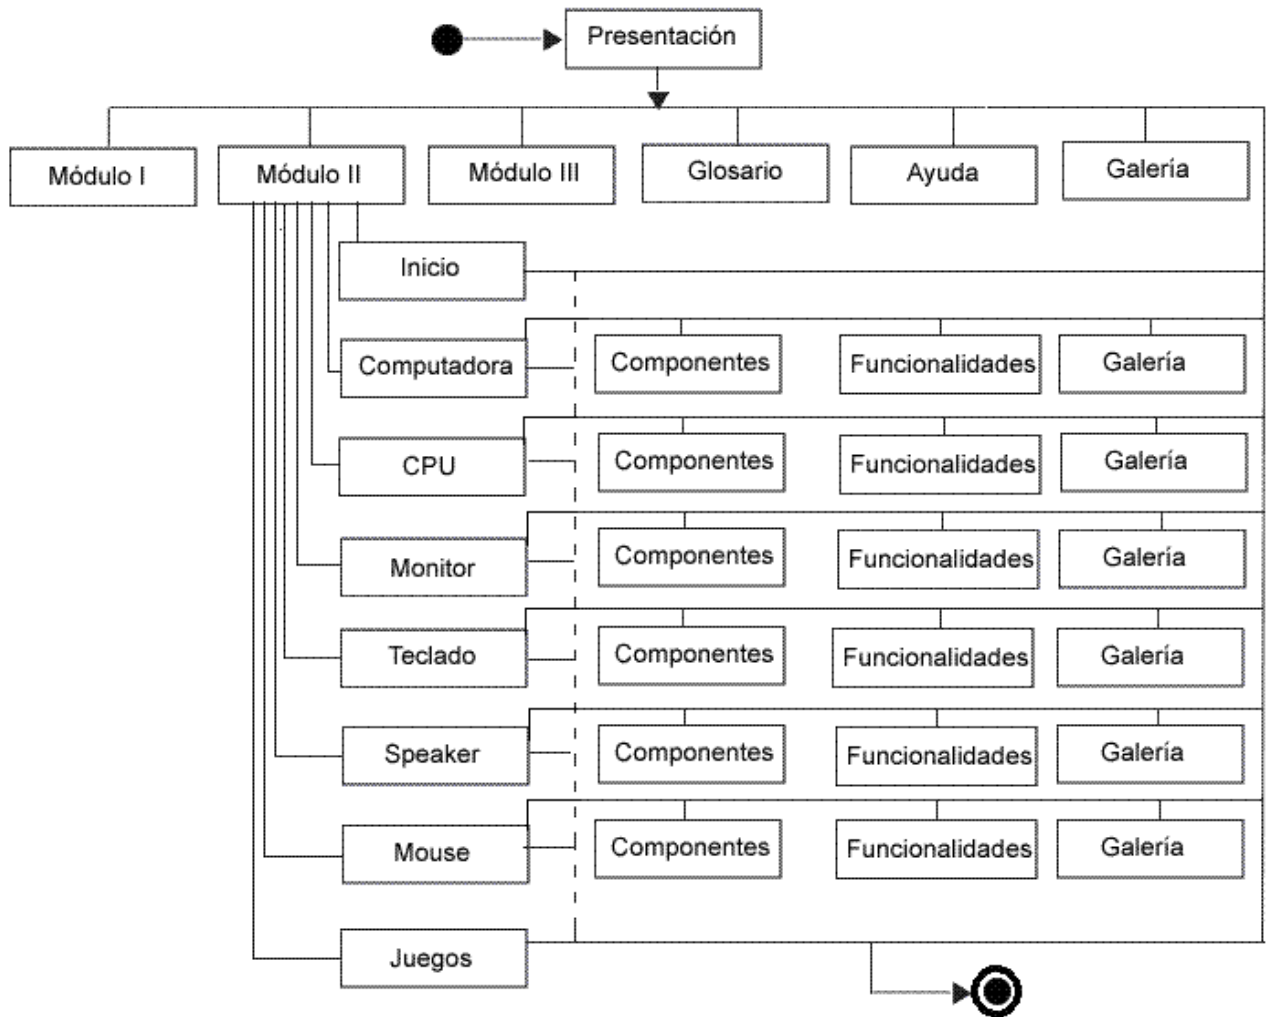 Presentación
Módulo I
Módulo II
Módulo III
Glosario
Ayuda
Galería
Inicio
Computadora
Componentes
Funcionalidades
Galería
CPU
Componentes
Funcionalidades
Galería
Monitor
Componentes
Funcionalidades
Galería
Teclado
Componentes
Funcionalidades
Galería
Speaker
Componentes
Funcionalidades
Galería
Mouse
Componentes
Funcionalidades
Galería
Juegos